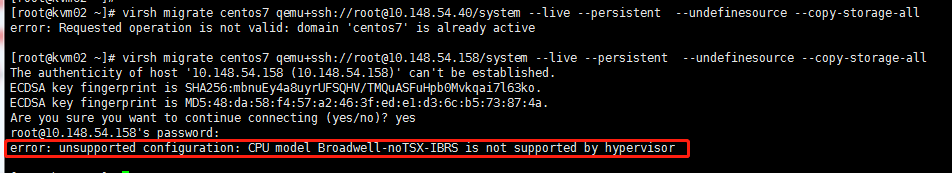 [root@kvm02 ~]# virsh migrate centos7 qemu+ssh://root@10.148.54.40/system --live --persistent  --undefinesource --copy-storage-all
error: Requested operation is not valid: domain 'centos7' is already active
[root@kvm02 ~]# virsh migrate centos7 qemu+ssh://root@10.148.54.158/system --live --persistent  --undefinesource --copy-storage-all
The authenticity of host '10.148.54.158 (10.148.54.158)' can't be established.
ECDSA key fingerprint is SHA256:mbnuEy4a8uyrUFSQHV/TMQuASFuHpb0Mvkqai7l63ko.
ECDSA key fingerprint is MD5:48:da:58:f4:57:a2:46:3f:ed:e1:d3:6c:b5:73:87:4a.
Are you sure you want to continue connecting (yes/no)? yes
root@10.148.54.158's password:
error: unsupported configuration: CPU model Broadwell-noTSX-IBRS is not supported by hypervisor